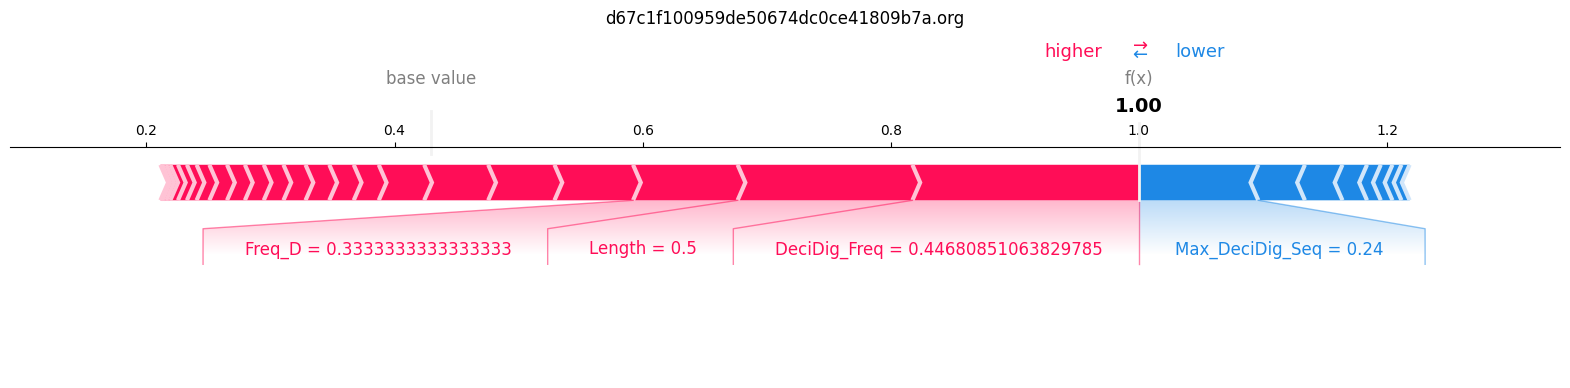 d67c1f100959de50674dc0ce41809b7a.org
higher → ← lower
base value f(x)
1.00
0.2 0.4 0.6 0.8 1.0 1.2
Freq_D = 0.3333333333333333 Length = 0.5 DeciDig_Freq = 0.44680851063829785 Max_DeciDig_Seq = 0.24